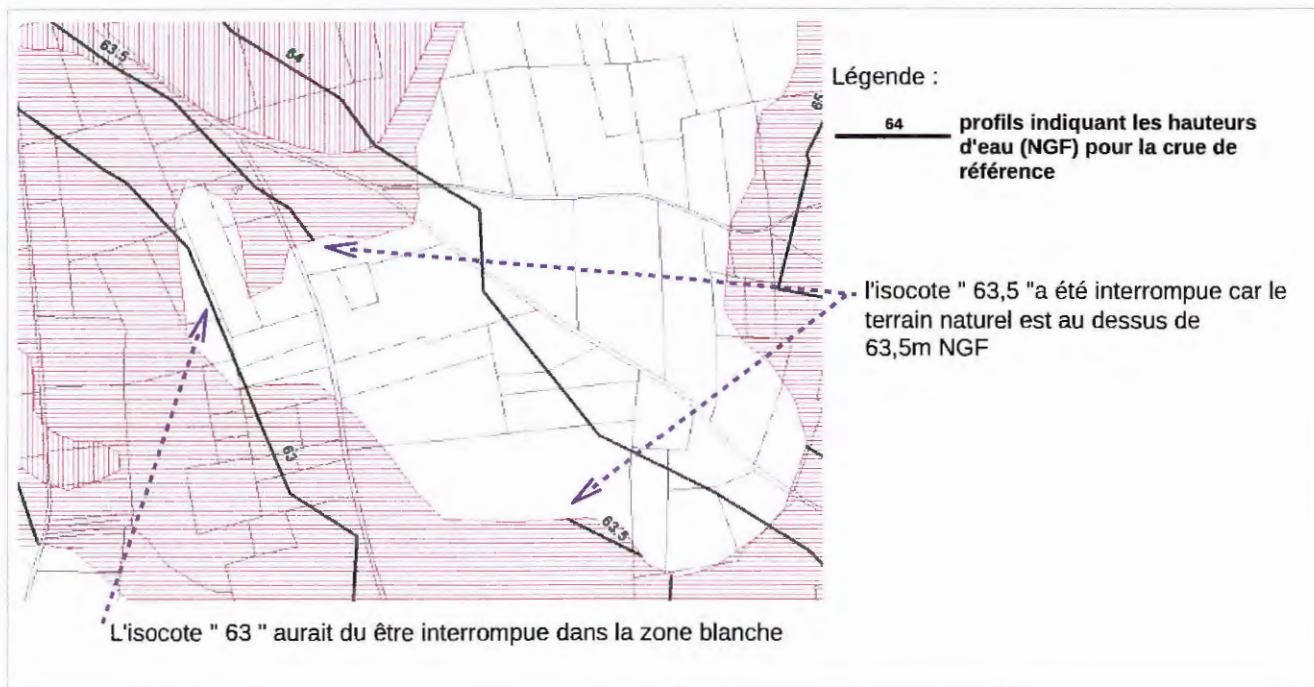 63.5
64
Légende :
64
profils indiquant les hauteurs
d'eau (NGF) pour la crue de
référence
59
l'isocote " 63,5 "a été interrompue car le
terrain naturel est au dessus de
63,5m NGF
63
63.5
L'isocote " 63 " aurait du être interrompue dans la zone blanche